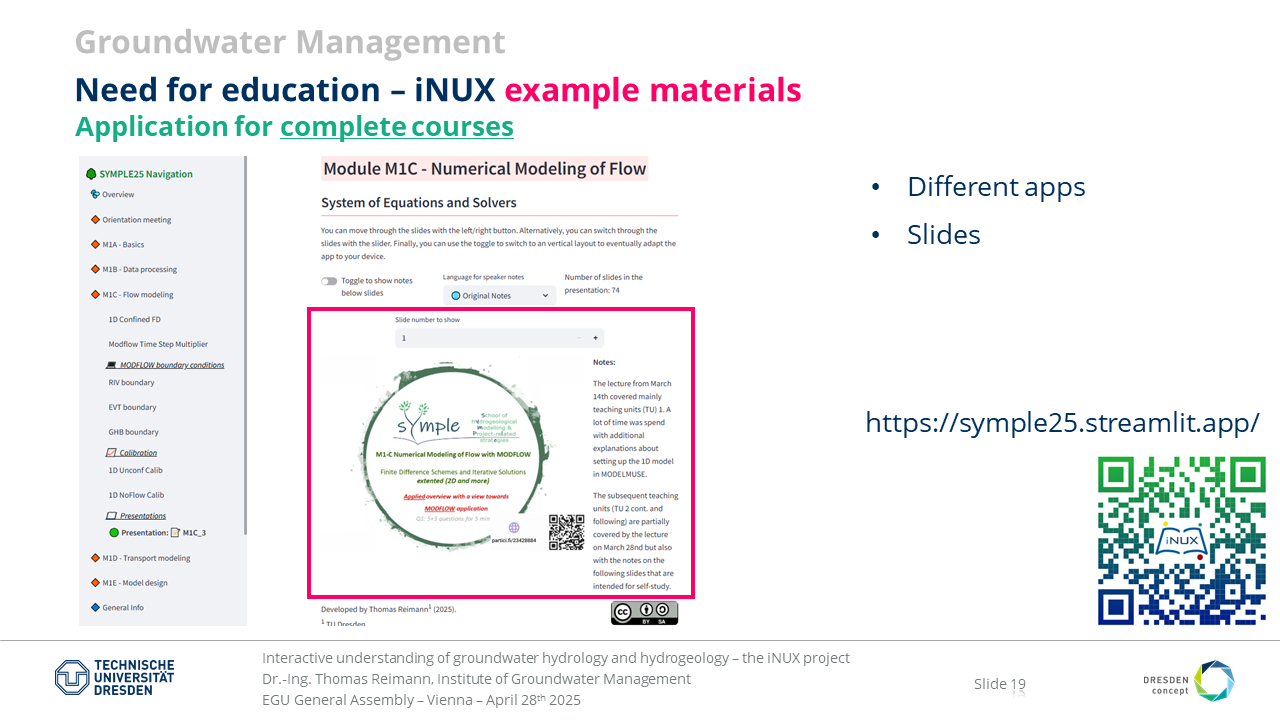 Groundwater Management
Need for education – iNUX example materials
Application for complete courses
SYMPLE25 Navigation
Overview
Orientation meeting
M1A - Basics
M1B - Data processing
M1C - Flow modeling
1D Confined FD
Modflow Time Step Multiplier
MODFLOW boundary conditions
RIV boundary
EVT boundary
GHB boundary
Calibration
1D Unconf Calib
1D NoFlow Calib
Presentations
Presentation: M1C_3
M1D - Transport modeling
M1E - Model design
General Info
Module M1C - Numerical Modeling of Flow
System of Equations and Solvers
You can move through the slides with the left/right button. Alternatively, you can switch through the
slides with the slider. Finally, you can use the toggle to switch to an vertical layout to eventually adapt the
app to your device.
Toggle to show notes
below slides
Language for speaker notes
Original Notes
Number of slides in the
presentation: 74
Slide number to show
1
- +
symple
School of
Hydrogeological
Modelling &
Project-related
strategies
M1-C Numerical Modeling of Flow with MODFLOW
Finite Difference Schemes and Iterative Solutions
extented (2D and more)
Applied overview with a view towards
MODFLOW application
Q1: 5+3 questions for 5 min
partici.fi/23428884
Notes:
The lecture from March
14th covered mainly
teaching units (TU) 1. A
lot of time was spend
with additional
explanations about
setting up the 1D model
in MODELMUSE.
The subsequent teaching
units (TU 2 cont. and
following) are partially
covered by the lecture
on March 28nd but also
with the notes on the
following slides that are
intended for self-study.
Developed by Thomas Reimann¹ (2025).
¹ TU Dresden
CC BY SA
• Different apps
• Slides
https://symple25.streamlit.app/
iNUX
TECHNISCHE
UNIVERSITÄT
DRESDEN
Interactive understanding of groundwater hydrology and hydrogeology – the iNUX project
Dr.-Ing. Thomas Reimann, Institute of Groundwater Management
EGU General Assembly – Vienna – April 28th 2025
Slide 19
DRESDEN
concept